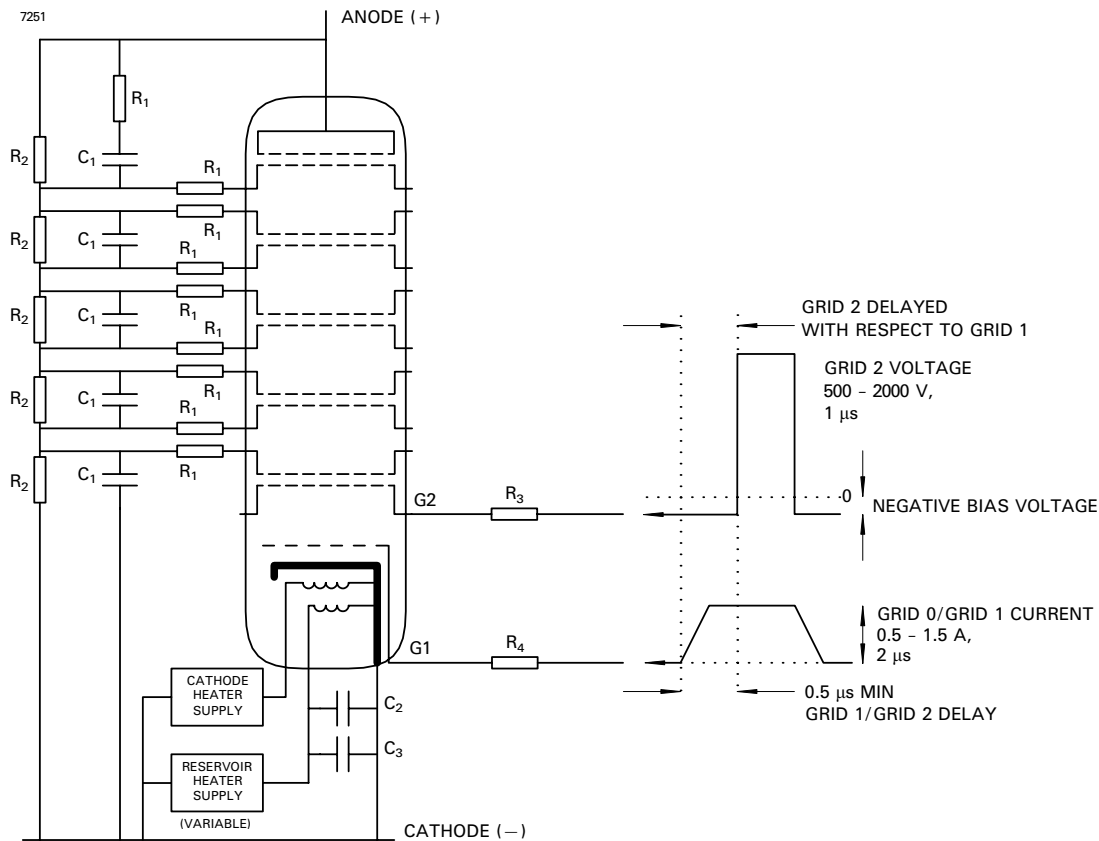 7251
ANODE (+)
R1
R2
C1
R1
R1
R2
C1
R1
R1
R2
C1
R1
R1
R2
C1
R1
R1
R2
C1
G2
R3
GRID 2 DELAYED
WITH RESPECT TO GRID 1
GRID 2 VOLTAGE
500 – 2000 V,
1 μs
0
NEGATIVE BIAS VOLTAGE
G1
R4
GRID 0/GRID 1 CURRENT
0.5 – 1.5 A,
2 μs
0.5 μs MIN
GRID 1/GRID 2 DELAY
CATHODE
HEATER
SUPPLY
C2
C3
RESERVOIR
HEATER
SUPPLY
(VARIABLE)
CATHODE (–)